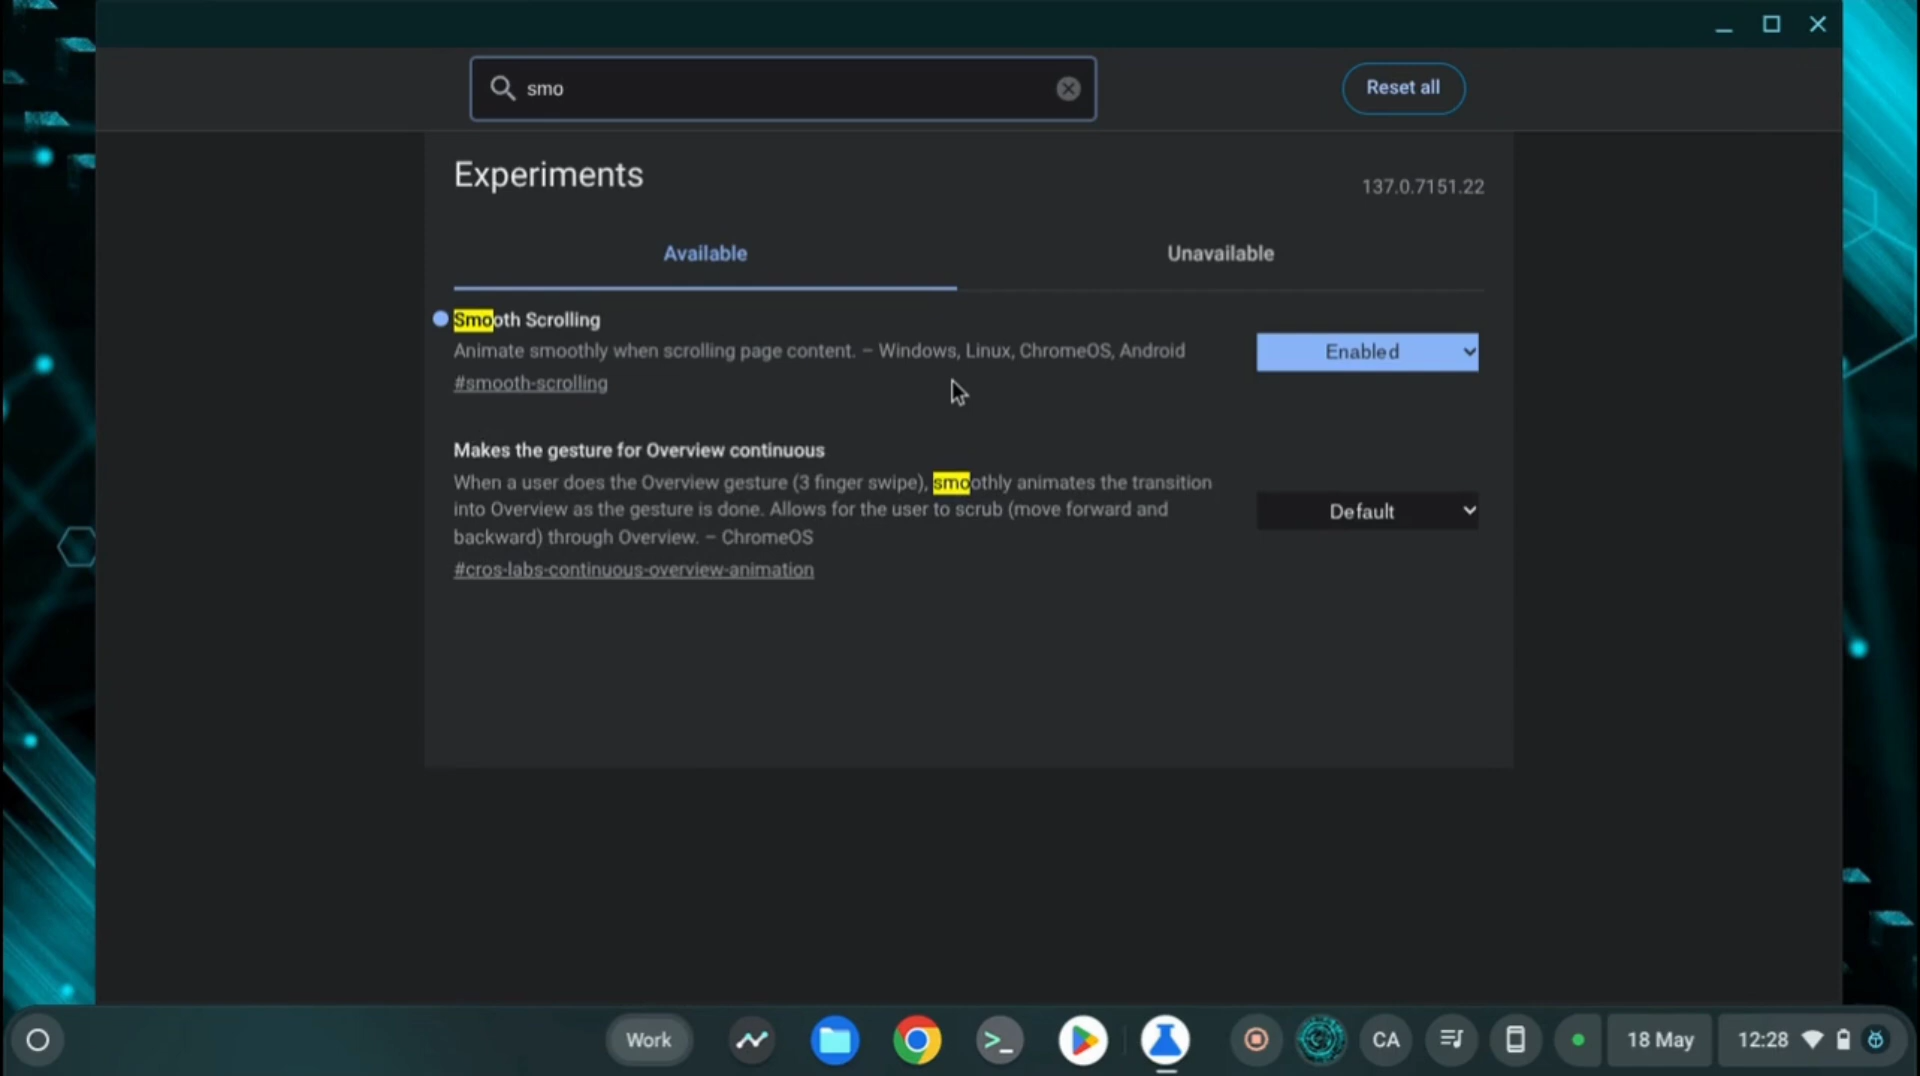 smo
Reset all
Experiments
137.0.7151.22
Available
Unavailable
Smooth Scrolling
Animate smoothly when scrolling page content. – Windows, Linux, ChromeOS, Android
Enabled
#smooth-scrolling
Makes the gesture for Overview continuous
When a user does the Overview gesture (3 finger swipe), smoothly animates the transition
into Overview as the gesture is done. Allows for the user to scrub (move forward and
backward) through Overview. – ChromeOS
Default
#cros-labs-continuous-overview-animation
Work
CA
18 May
12:28